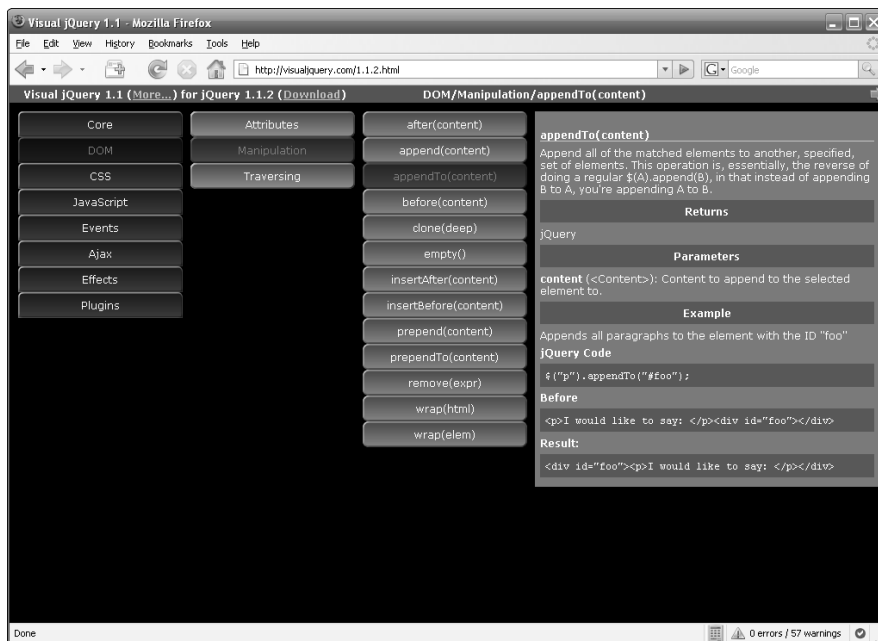 Visual jQuery 1.1 - Mozilla Firefox
File Edit View History Bookmarks Tools Help
http://visualjquery.com/1.1.2.html
G Google
Visual jQuery 1.1 (More...) for jQuery 1.1.2 (Download)
DOM/Manipulation/appendTo(content)
Core
DOM
CSS
JavaScript
Events
Ajax
Effects
Plugins
Attributes
Manipulation
Traversing
after(content)
append(content)
appendTo(content)
before(content)
clone(deep)
empty()
insertAfter(content)
insertBefore(content)
prepend(content)
prependTo(content)
remove(expr)
wrap(html)
wrap(elem)
appendTo(content)
Append all of the matched elements to another, specified,
set of elements. This operation is, essentially, the reverse of
doing a regular $(A).append(B), in that instead of appending
B to A, you're appending A to B.
Returns
jQuery
Parameters
content (<Content>): Content to append to the selected
element to.
Example
Appends all paragraphs to the element with the ID "foo"
jQuery Code
$("p").appendTo("#foo");
Before
<p>I would like to say: </p><div id="foo"></div>
Result:
<div id="foo"><p>I would like to say: </p></div>
Done
0 errors / 57 warnings